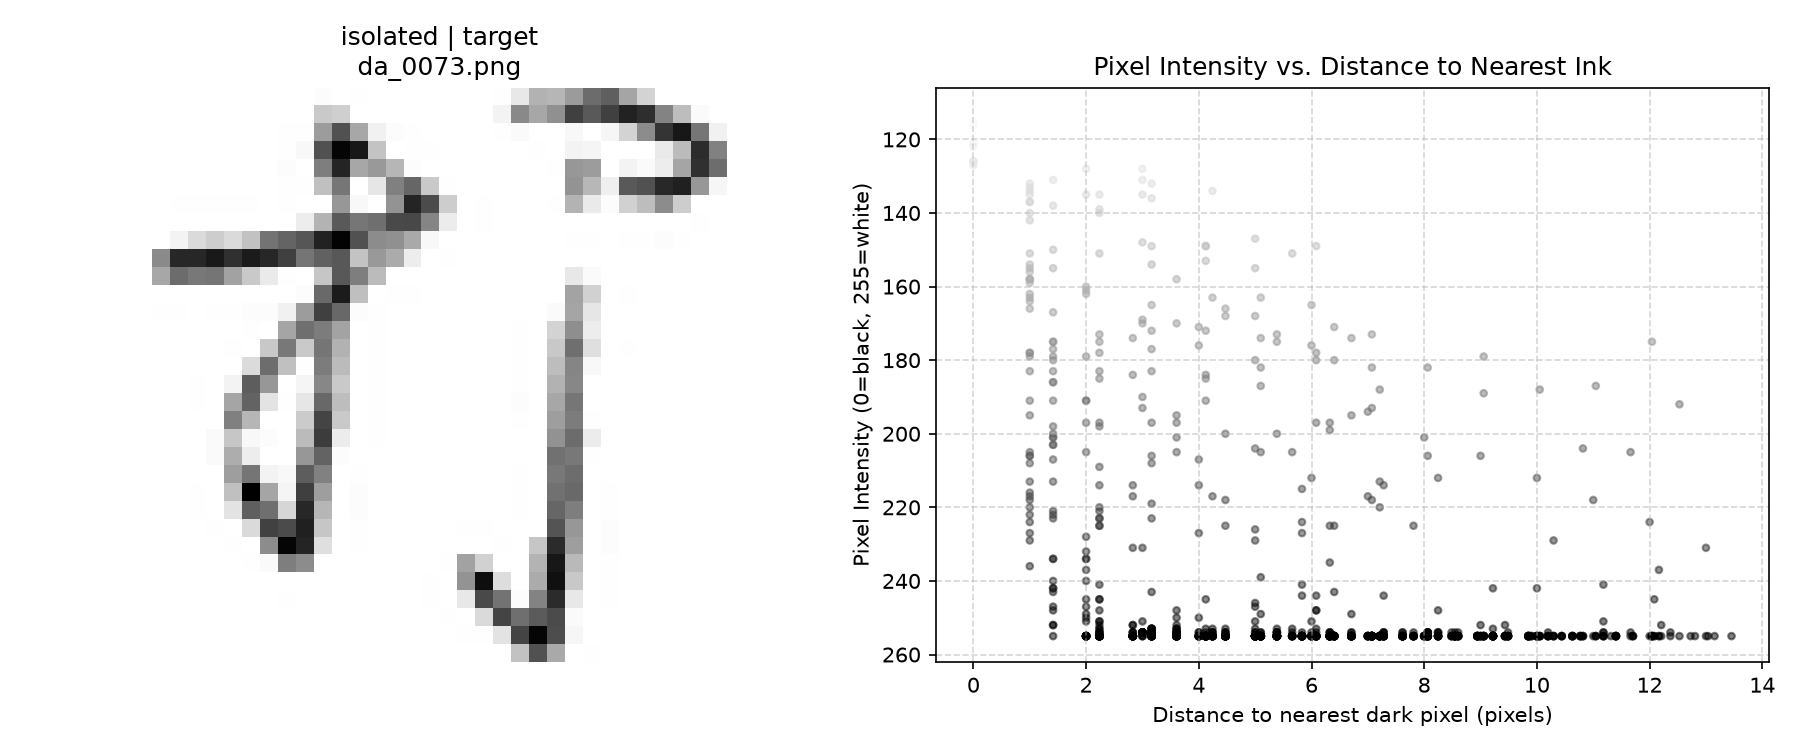 isolated | target
da_0073.png
打
Pixel Intensity vs. Distance to Nearest Ink
Pixel Intensity (0=black, 255=white)
120
140
160
180
200
220
240
260
0 2 4 6 8 10 12 14
Distance to nearest dark pixel (pixels)